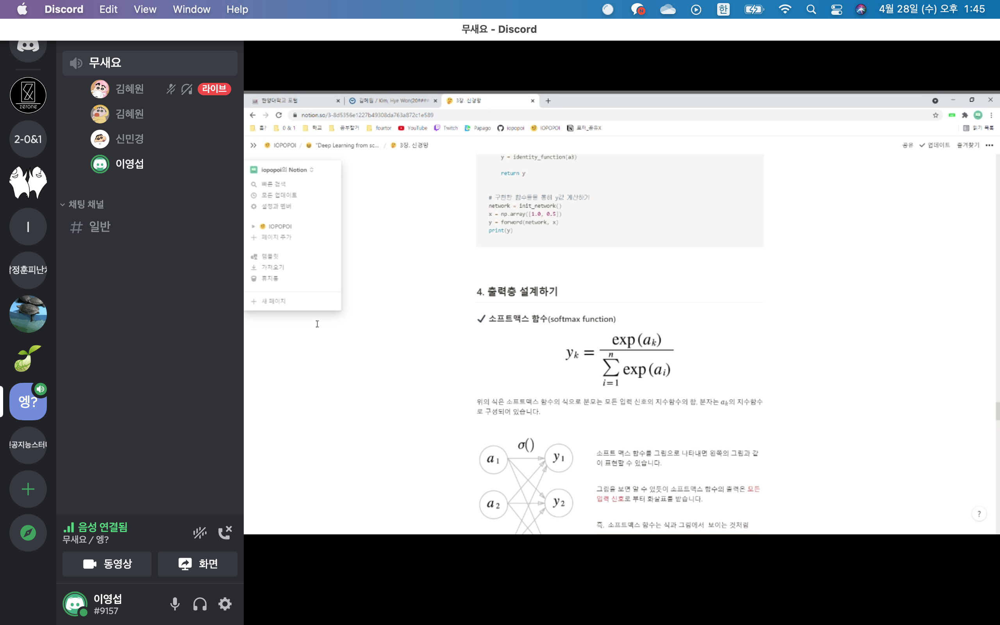 Discord Edit View Window Help
한 4월 28일 (수) 오후 1:45
무새요 - Discord
무새요
김혜원 라이브
김혜원
신민경
이영섭
채팅 채널
# 일반
zerone
2-0&1
I
정훈피난
엥?
공지능스터
음성 연결됨
무새요 / 엥?
동영상
화면
이영섭
#9157
한양대학교 포털
김혜원 / Kim, Hye Won(20####
3장. 신경망
notion.so/3-8d5356e1227b49308da763a872c1e589
홈? 0 & 1 학교 공부할거 fourtor YouTube Twitch Papago iopopoi IOPOPOI 포터_공유X 읽기 목록
IOPOPOI / "Deep Learning from sc... / 3장. 신경망
공유 업데이트 즐겨찾기
iopopoi의 Notion
빠른 검색
모든 업데이트
설정과 멤버
IOPOPOI
페이지 추가
템플릿
가져오기
휴지통
새 페이지
y = identity_function(a3)
return y
# 구현한 함수들을 통해 y값 계산하기
network = init_network()
x = np.array([1.0, 0.5])
y = forword(network, x)
print(y)
4. 출력층 설계하기
✓ 소프트맥스 함수(softmax function)
yₖ = exp(aₖ) / ∑ⁿᵢ₌₁ exp(aᵢ)
위의 식은 소프트맥스 함수의 식으로 분모는 모든 입력 신호의 지수함수의 합, 분자는 aₖ의 지수함수
로 구성되어 있습니다.
σ()
a₁ y₁
a₂ y₂
소프트 맥스 함수를 그림으로 나타내면 왼쪽의 그림과 같
이 표현할 수 있습니다.
그림을 보면 알 수 있듯이 소프트맥스 함수의 출력은 모든
입력 신호로 부터 화살표를 받습니다.
즉, 소프트맥스 함수는 식과 그림에서 보이는 것처럼
?